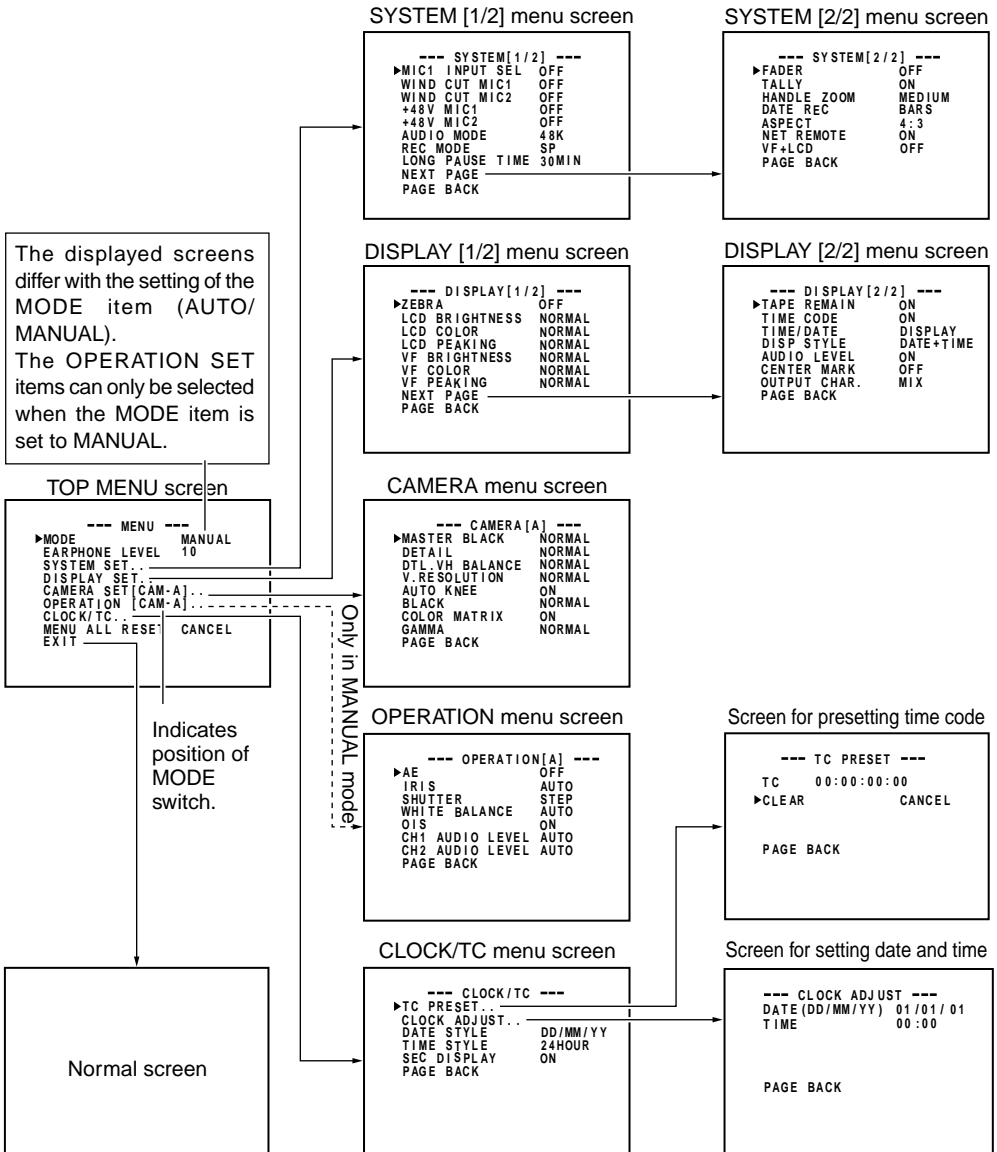 SYSTEM [1/2] menu screen
--- SYSTEM[1/2] ---
▶MIC1 INPUT SEL OFF
WIND CUT MIC1 OFF
WIND CUT MIC2 OFF
+48V MIC1 OFF
+48V MIC2 OFF
AUDIO MODE 48K
REC MODE SP
LONG PAUSE TIME 30MIN
NEXT PAGE
PAGE BACK
SYSTEM [2/2] menu screen
--- SYSTEM[2/2] ---
▶FADER OFF
TALLY ON
HANDLE ZOOM MEDIUM
DATE REC BARS
ASPECT 4:3
NET REMOTE ON
VF+LCD OFF
PAGE BACK
The displayed screens
differ with the setting of the
MODE item (AUTO/
MANUAL).
The OPERATION SET
items can only be selected
when the MODE item is
set to MANUAL.
DISPLAY [1/2] menu screen
--- DISPLAY[1/2] ---
▶ZEBRA OFF
LCD BRIGHTNESS NORMAL
LCD COLOR NORMAL
LCD PEAKING NORMAL
VF BRIGHTNESS NORMAL
VF COLOR NORMAL
VF PEAKING NORMAL
NEXT PAGE
PAGE BACK
DISPLAY [2/2] menu screen
--- DISPLAY[2/2] ---
▶TAPE REMAIN ON
TIME CODE ON
TIME/DATE DISPLAY
DISP STYLE DATE+TIME
AUDIO LEVEL ON
CENTER MARK OFF
OUTPUT CHAR. MIX
PAGE BACK
TOP MENU screen
--- MENU ---
▶MODE MANUAL
EARPHONE LEVEL 10
SYSTEM SET..
DISPLAY SET..
CAMERA SET[CAM-A]..
OPERATION [CAM-A]..
CLOCK/TC..
MENU ALL RESET CANCEL
EXIT
Indicates
position of
MODE
switch.
Only in MANUAL mode
CAMERA menu screen
--- CAMERA[A] ---
▶MASTER BLACK NORMAL
DETAIL NORMAL
DTL.VH BALANCE NORMAL
V.RESOLUTION NORMAL
AUTO KNEE ON
BLACK NORMAL
COLOR MATRIX ON
GAMMA NORMAL
PAGE BACK
OPERATION menu screen
--- OPERATION[A] ---
▶AE OFF
IRIS AUTO
SHUTTER STEP
WHITE BALANCE AUTO
OIS ON
CH1 AUDIO LEVEL AUTO
CH2 AUDIO LEVEL AUTO
PAGE BACK
Screen for presetting time code
--- TC PRESET ---
TC 00:00:00:00
▶CLEAR CANCEL
PAGE BACK
Normal screen
CLOCK/TC menu screen
--- CLOCK/TC ---
▶TC PRESET..
CLOCK ADJUST..
DATE STYLE DD/MM/YY
TIME STYLE 24HOUR
SEC DISPLAY ON
PAGE BACK
Screen for setting date and time
--- CLOCK ADJUST ---
DATE(DD/MM/YY) 01/01/01
TIME 00:00
PAGE BACK